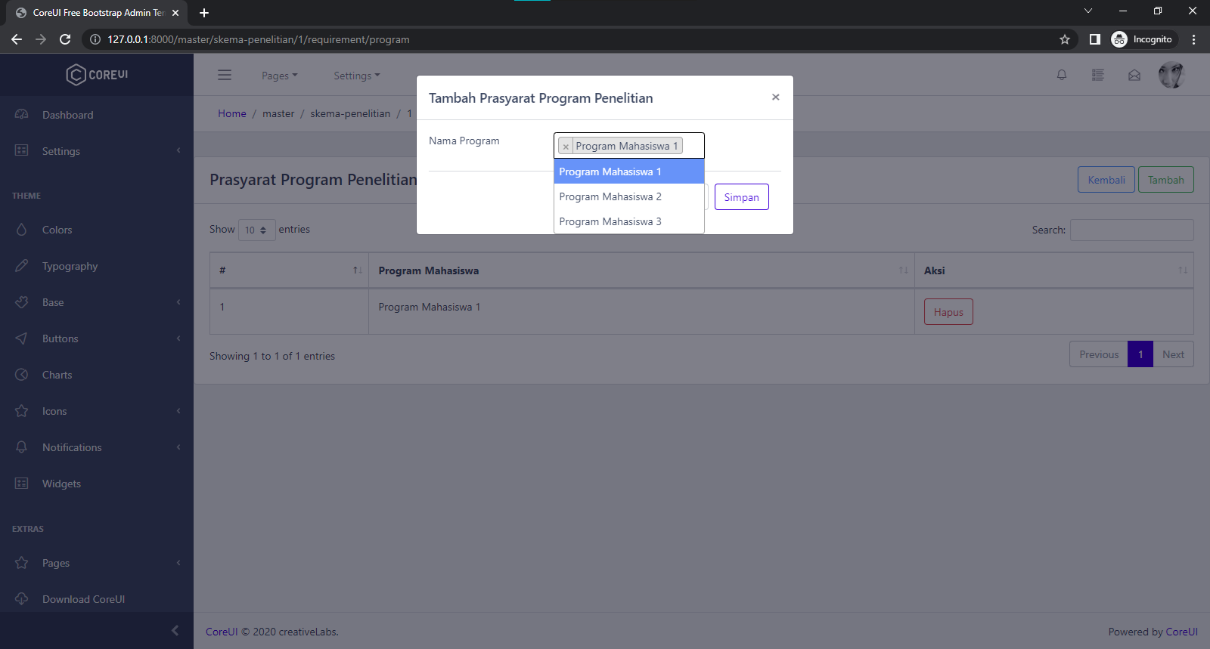 CoreUI Free Bootstrap Admin Ter
127.0.0.1:8000/master/skema-penelitian/1/requirement/program
Incognito
COREUI
Pages
Settings
Home / master / skema-penelitian / 1
Dashboard
Settings
THEME
Colors
Typography
Base
Buttons
Charts
Icons
Notifications
Widgets
EXTRAS
Pages
Download CoreUI
Tambah Prasyarat Program Penelitian
×
Nama Program
× Program Mahasiswa 1
Program Mahasiswa 1
Program Mahasiswa 2
Program Mahasiswa 3
Simpan
Prasyarat Program Penelitian
Kembali
Tambah
Show 10 entries
Search:
# Program Mahasiswa Aksi
1 Program Mahasiswa 1 Hapus
Showing 1 to 1 of 1 entries
Previous 1 Next
CoreUI © 2020 creativeLabs.
Powered by CoreUI